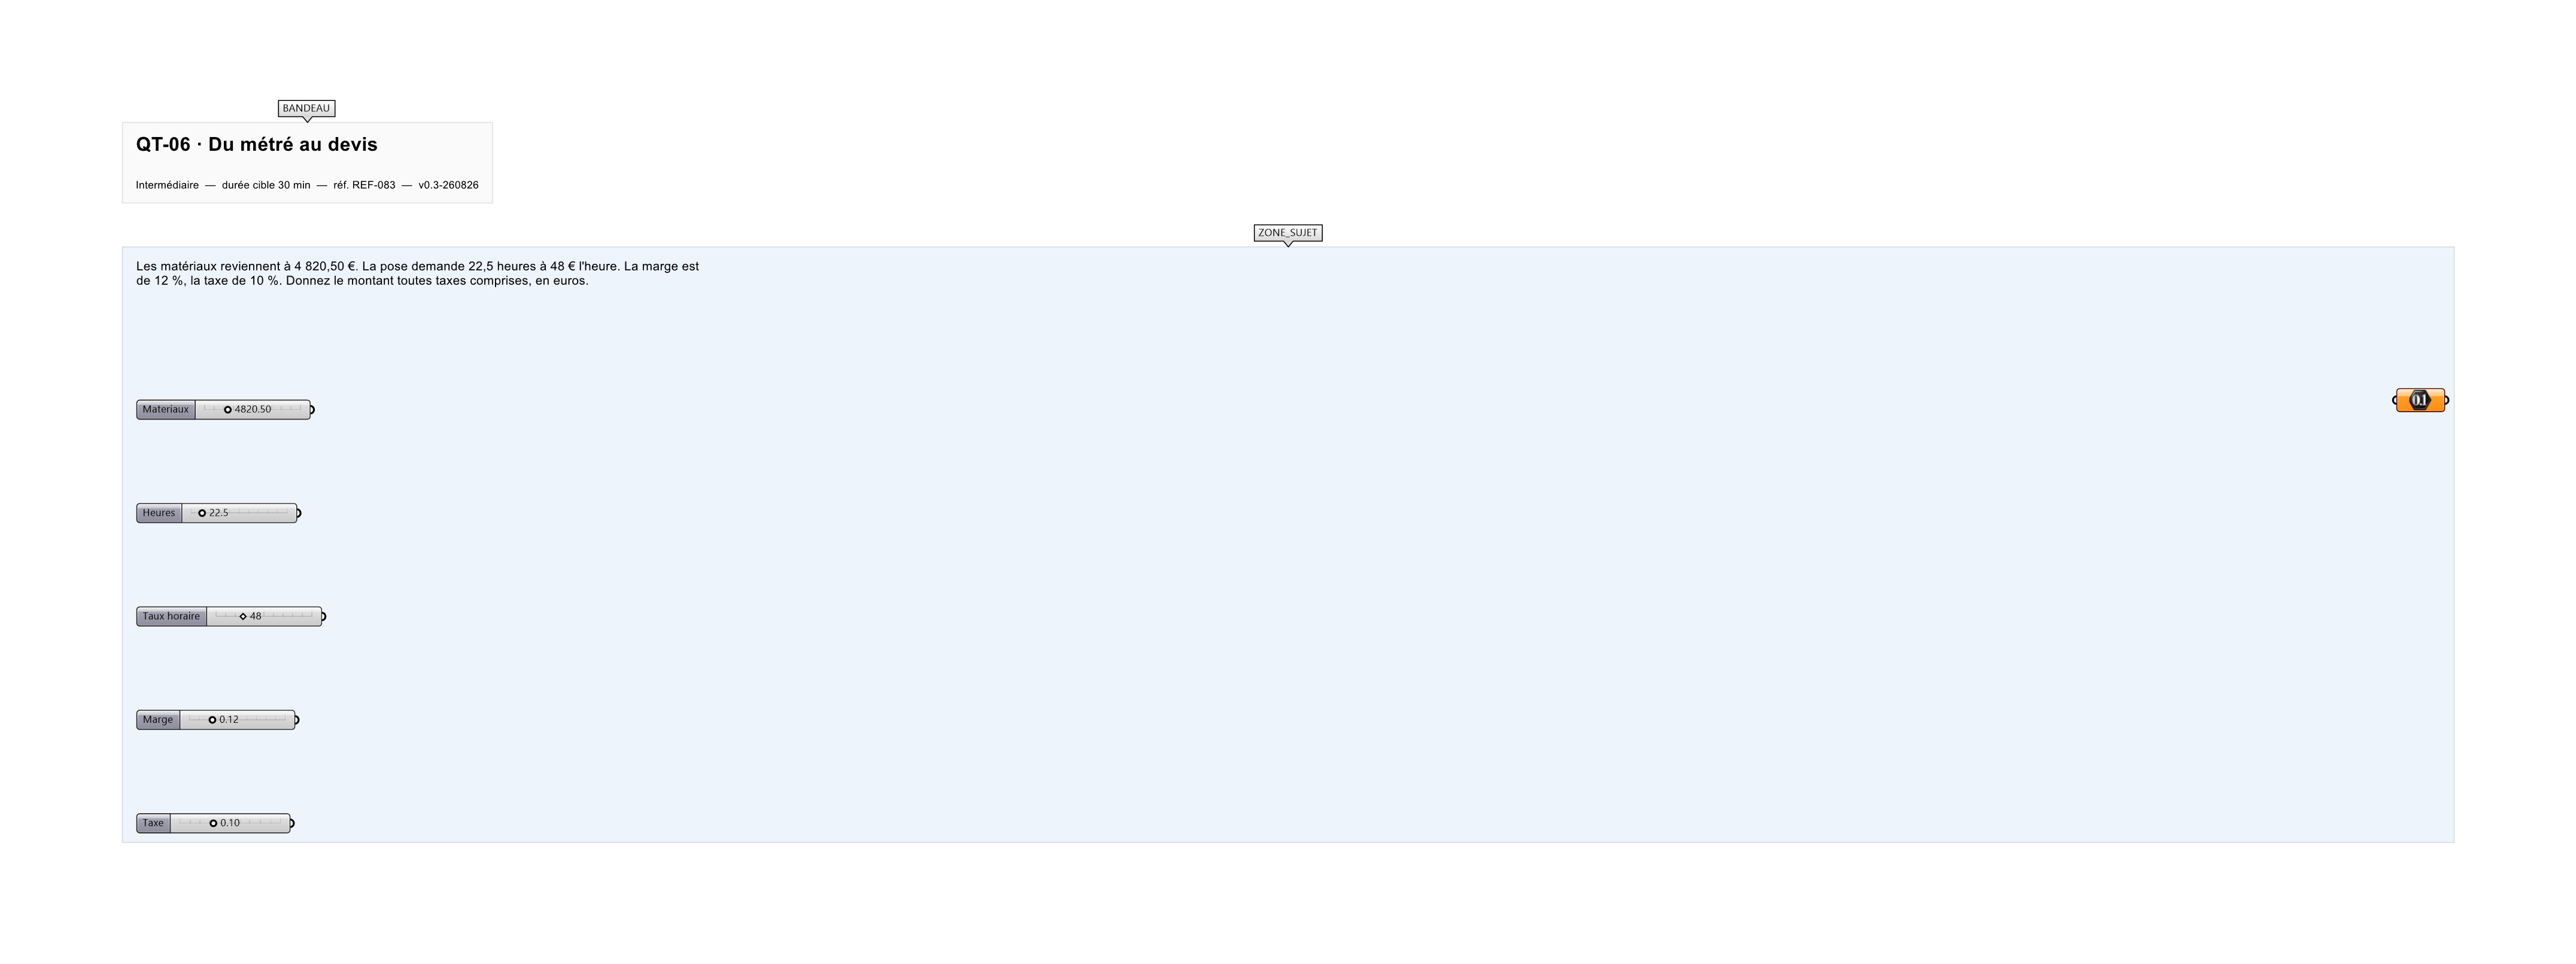 BANDEAU
QT-06 · Du métré au devis
Intermédiaire — durée cible 30 min — réf. REF-083 — v0.3-260826
ZONE_SUJET
Les matériaux reviennent à 4 820,50 €. La pose demande 22,5 heures à 48 € l'heure. La marge est
de 12 %, la taxe de 10 %. Donnez le montant toutes taxes comprises, en euros.
Materiaux 4820.50
0.1
Heures 22.5
Taux horaire 48
Marge 0.12
Taxe 0.10